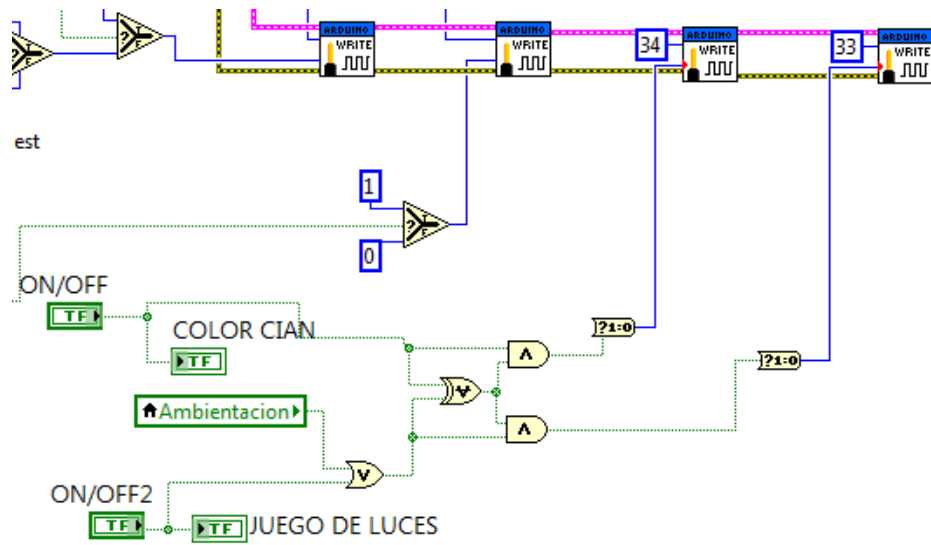 ARDUINO ARDUINO ARDUINO ARDUINO
WRITE WRITE 34 WRITE 33 WRITE
T
?
F
est
1
T
?
F
0
ON/OFF
TF
COLOR CIAN
TF
?1:0
?1:0
Λ
V
Ambientacion
Λ
V
ON/OFF2
TF
TF
JUEGO DE LUCES